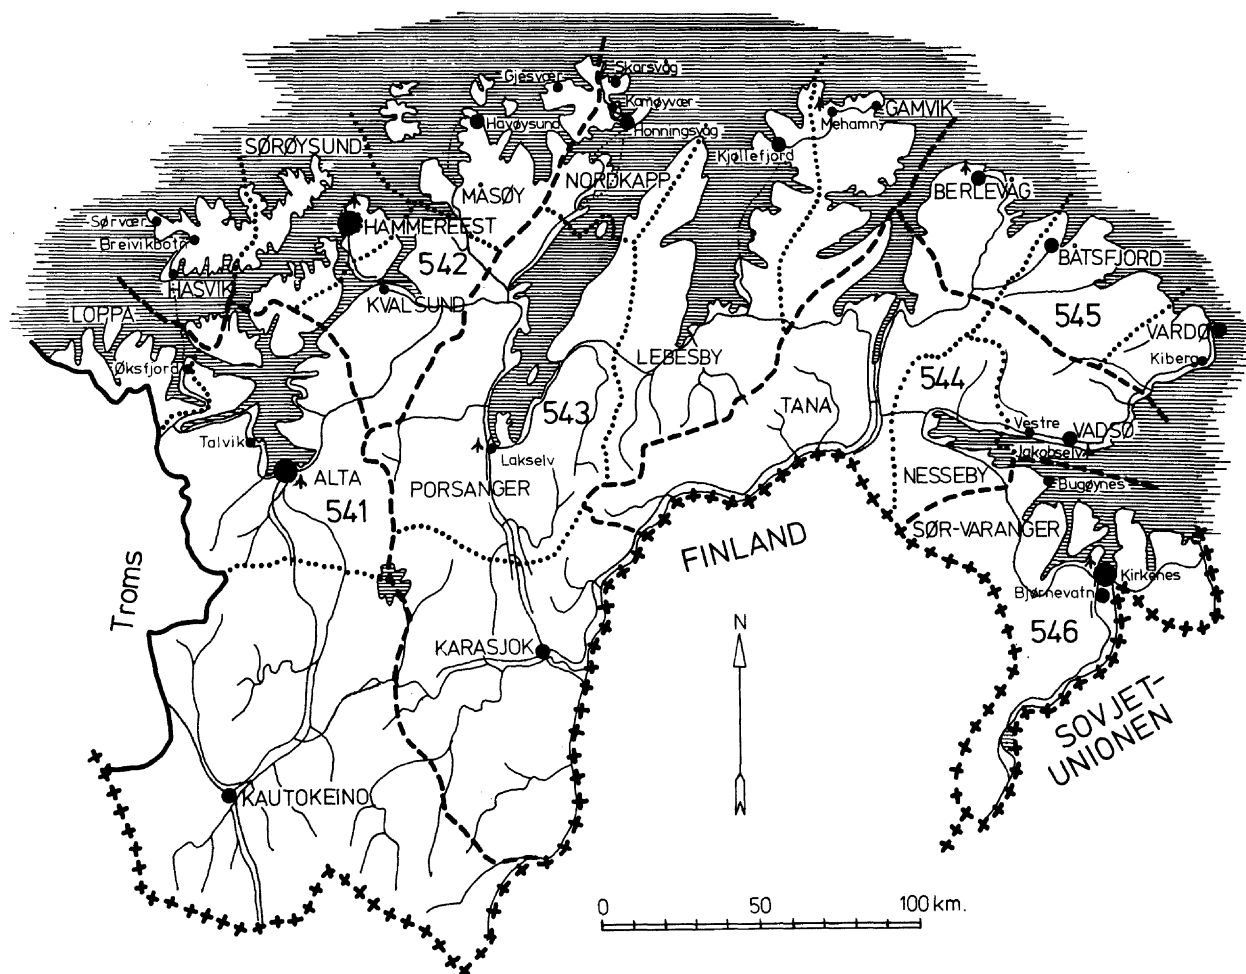 Skarsvåg
Gjesvær
Kamøyvær
GAMVIK
Mehamn
Havøysund
Honningsvåg
SØRØYSUND
Kjøllefjord
NORDKAPP
MÅSØY
BERLEVÅG
Sørvær
HAMMEREEST
Breivikbotn
BÅTSFJORD
542
HASVIK
KVALSUND
LOPPA
545
VARDØ
LEBESBY
Kiberg
Øksfjord
544
543
TANA
Vestre
VADSØ
Talvik
Jakobselv
Lakselv
ALTA
NESSEBY
PORSANGER
Bugøynes
541
SØR-VARANGER
FINLAND
Troms
Kirkenes
Bjørnevatn
N
546
KARASJOK
SOVJET-
UNIONEN
KAUTOKEINO
0 50 100 km.